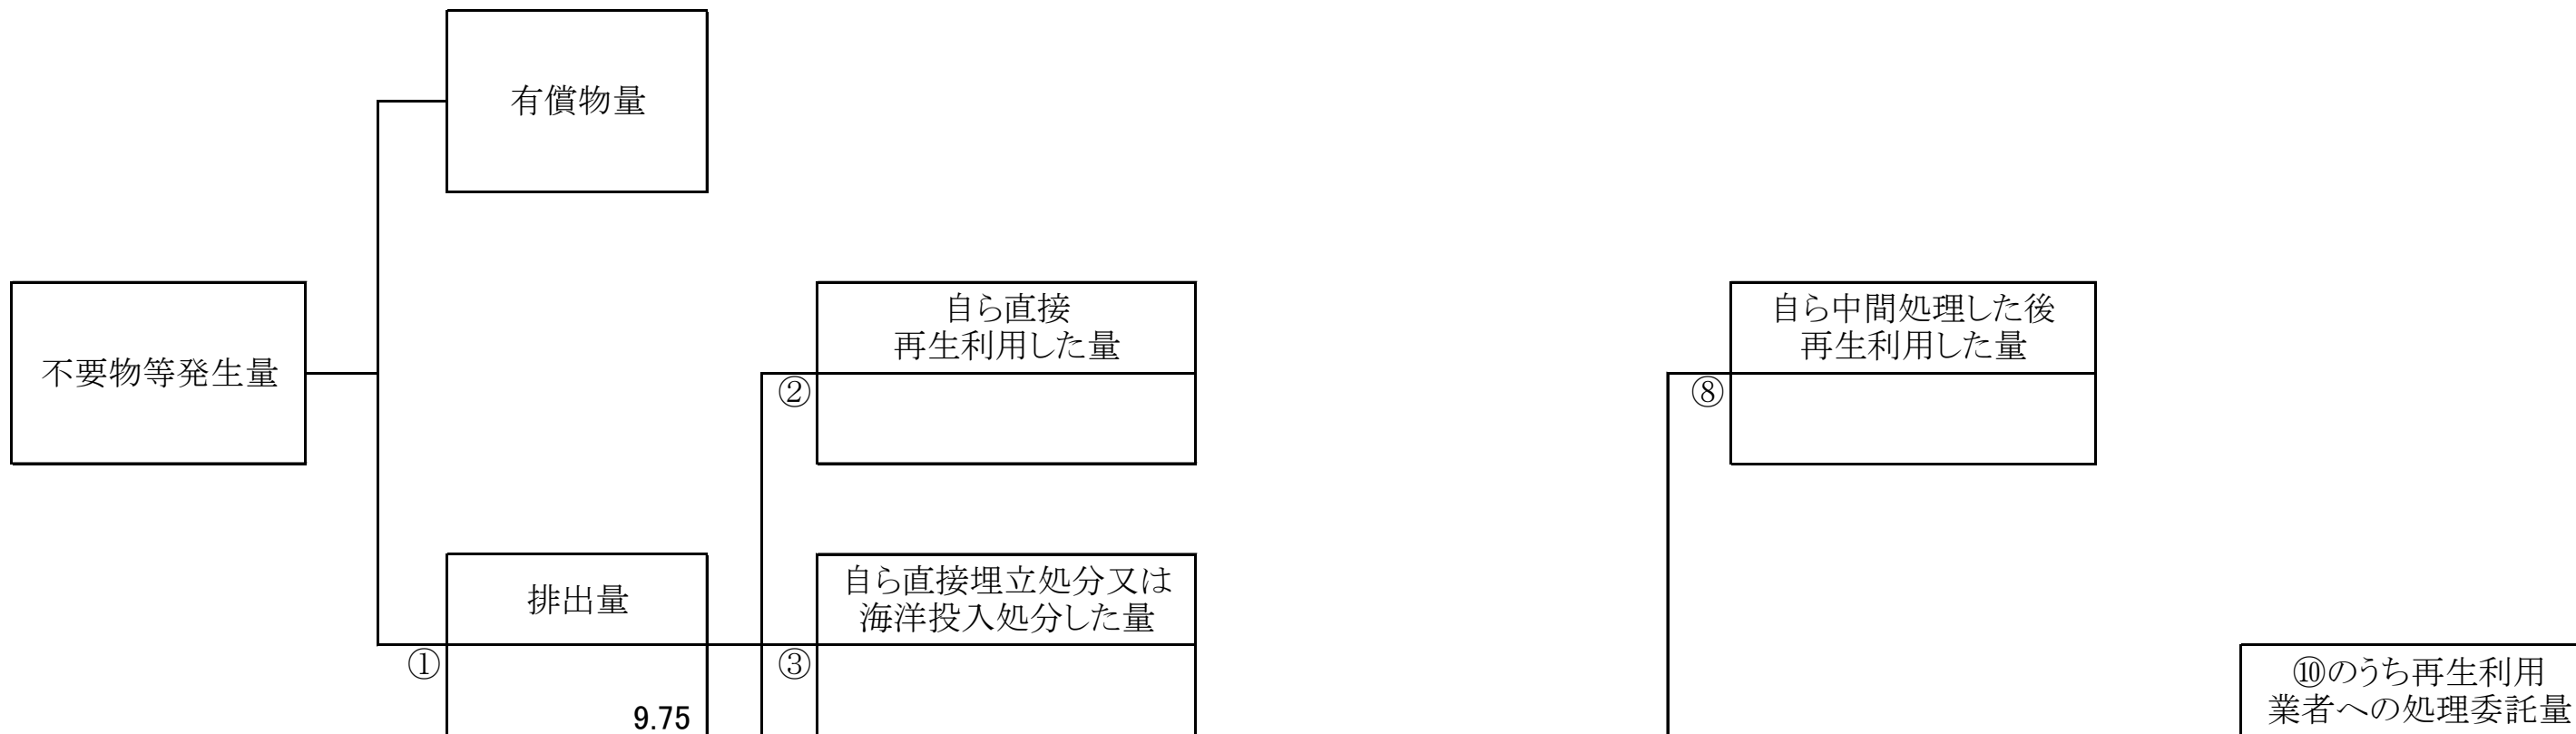 有償物量
不要物等発生量
自ら直接
再生利用した量
②
自ら中間処理した後
再生利用した量
⑧
排出量
①
9.75
自ら直接埋立処分又は
海洋投入処分した量
③
⑩のうち再生利用
業者への処理委託量